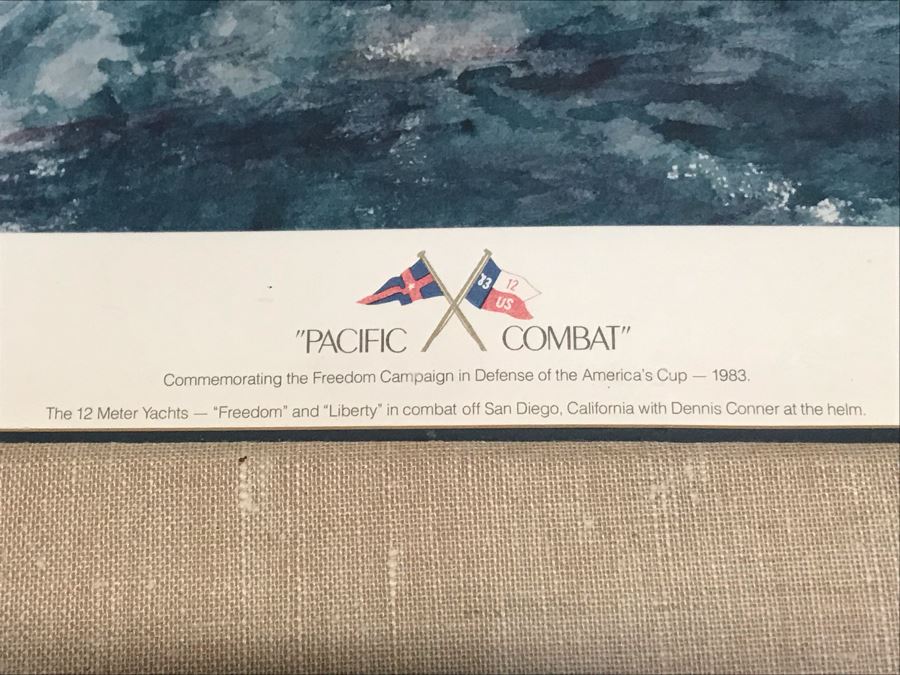 83 12
US
"PACIFIC COMBAT"
Commemorating the Freedom Campaign in Defense of the America's Cup — 1983.
The 12 Meter Yachts — "Freedom" and "Liberty" in combat off San Diego, California with Dennis Conner at the helm.